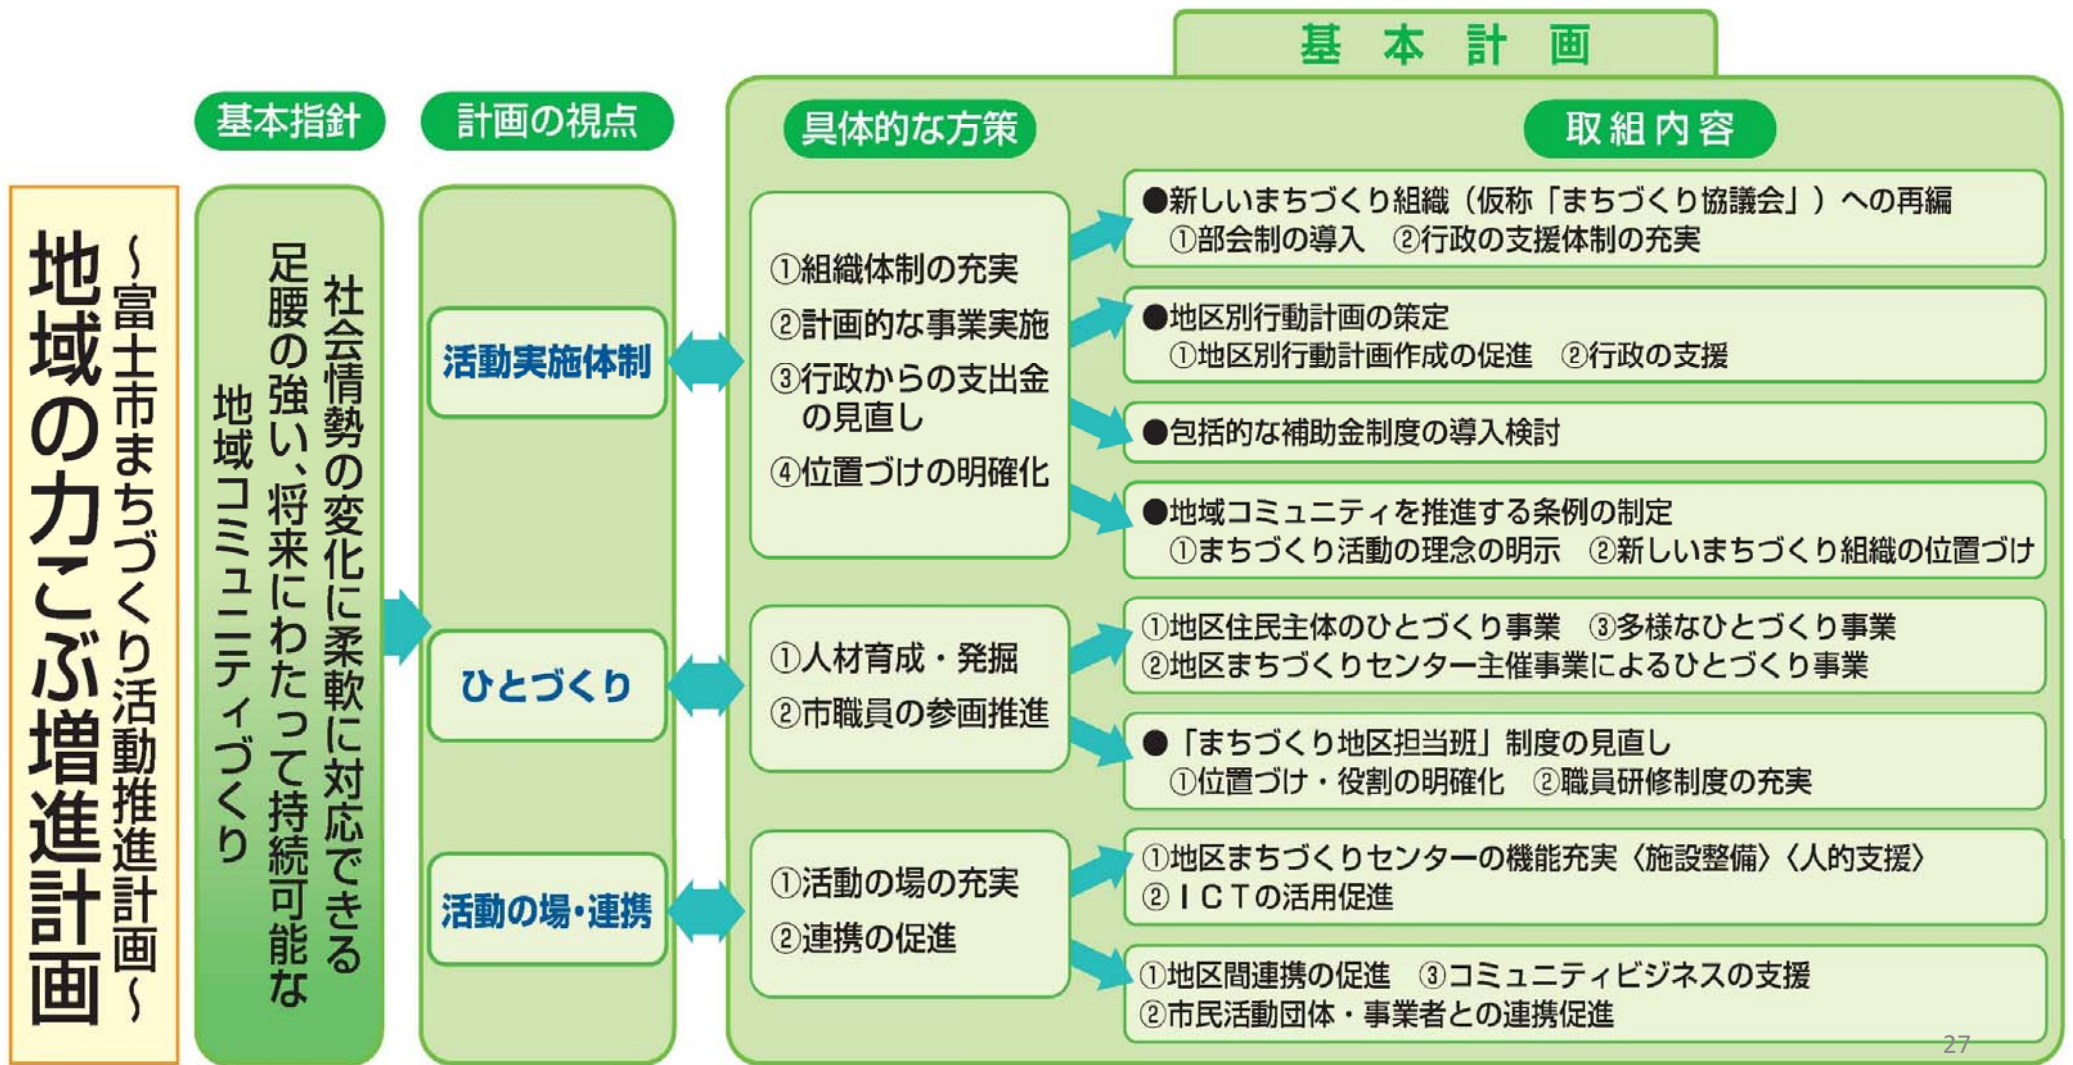 地域の力こぶ増進計画
～富士市まちづくり活動推進計画～
基本指針
社会情勢の変化に柔軟に対応できる
足腰の強い、将来にわたって持続可能な
地域コミュニティづくり
計画の視点
活動実施体制
ひとづくり
活動の場・連携
基本計画
具体的な方策
①組織体制の充実
②計画的な事業実施
③行政からの支出金
の見直し
④位置づけの明確化
①人材育成・発掘
②市職員の参画推進
①活動の場の充実
②連携の促進
取組内容
●新しいまちづくり組織（仮称「まちづくり協議会」）への再編
①部会制の導入　②行政の支援体制の充実
●地区別行動計画の策定
①地区別行動計画作成の促進　②行政の支援
●包括的な補助金制度の導入検討
●地域コミュニティを推進する条例の制定
①まちづくり活動の理念の明示　②新しいまちづくり組織の位置づけ
①地区住民主体のひとづくり事業　③多様なひとづくり事業
②地区まちづくりセンター主催事業によるひとづくり事業
●「まちづくり地区担当班」制度の見直し
①位置づけ・役割の明確化　②職員研修制度の充実
①地区まちづくりセンターの機能充実〈施設整備〉〈人的支援〉
②ＩＣＴの活用促進
①地区間連携の促進　③コミュニティビジネスの支援
②市民活動団体・事業者との連携促進
27